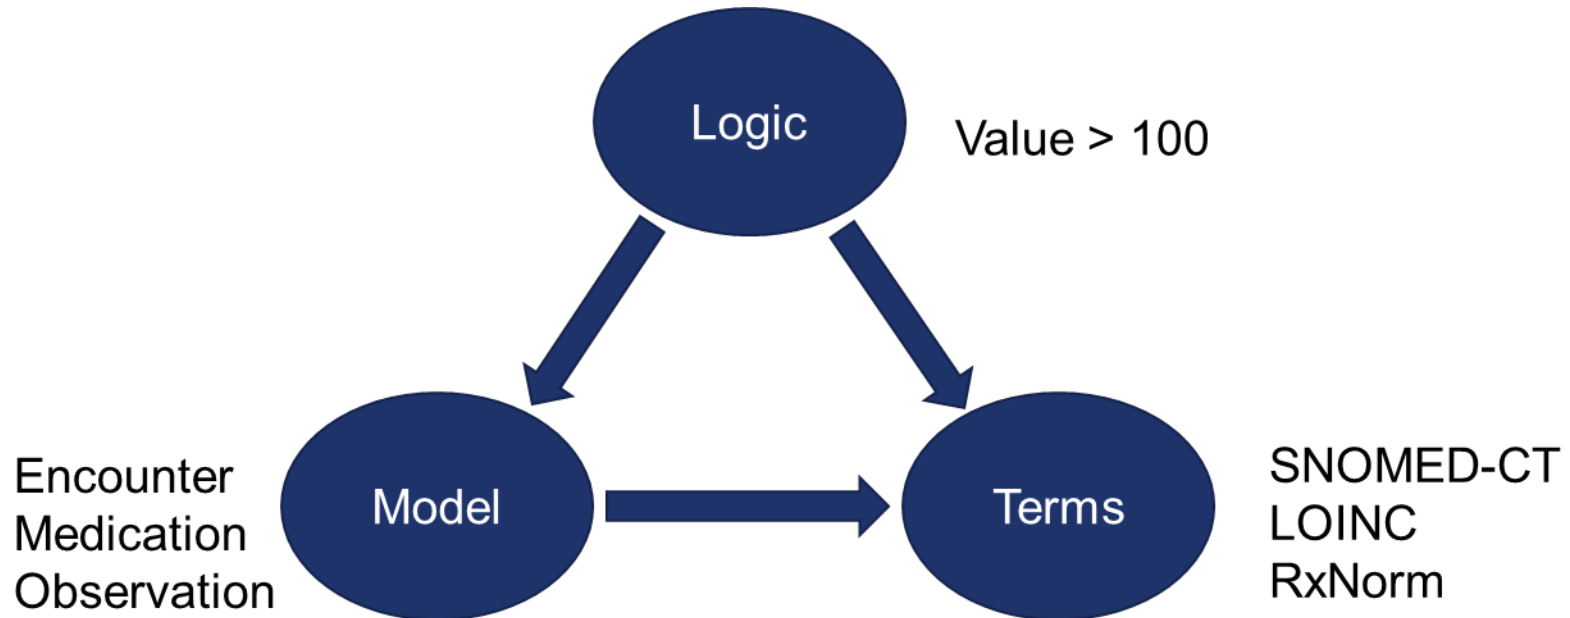 Logic
Value > 100
Encounter
Medication
Observation
Model
Terms
SNOMED-CT
LOINC
RxNorm